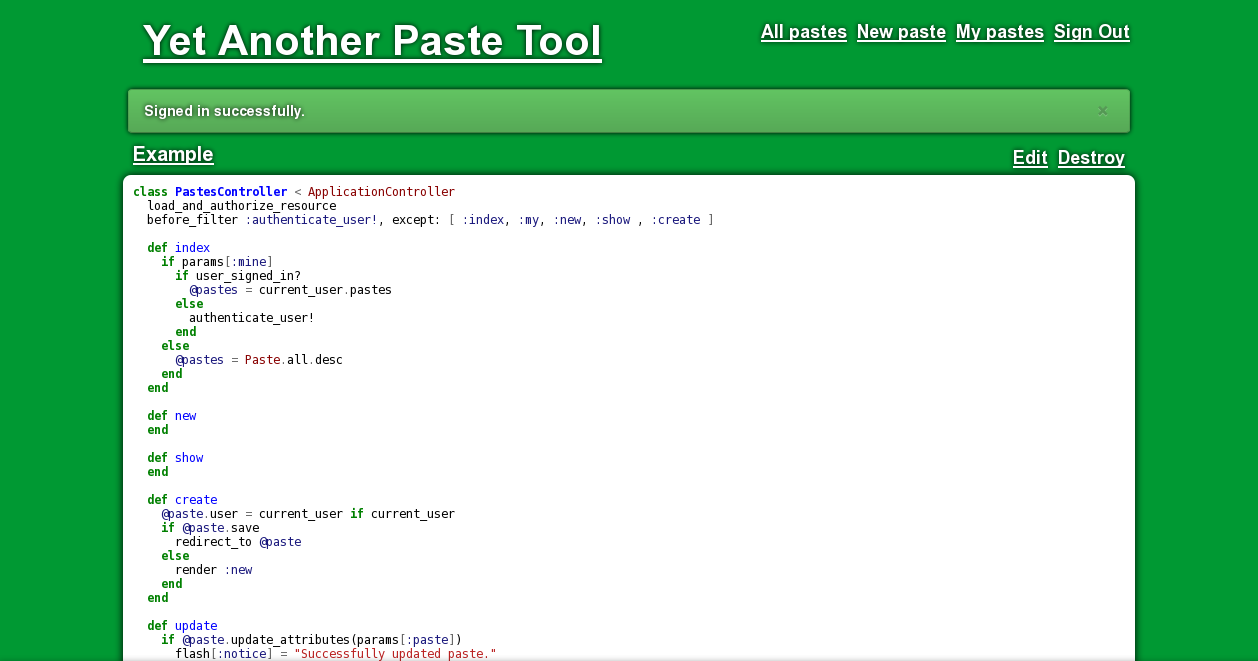 Yet Another Paste Tool
All pastes New paste My pastes Sign Out
Signed in successfully. ×
Example
Edit Destroy
class PastesController < ApplicationController
  load_and_authorize_resource
  before_filter :authenticate_user!, except: [ :index, :my, :new, :show , :create ]

  def index
    if params[:mine]
      if user_signed_in?
        @pastes = current_user.pastes
      else
        authenticate_user!
      end
    else
      @pastes = Paste.all.desc
    end
  end

  def new
  end

  def show
  end

  def create
    @paste.user = current_user if current_user
    if @paste.save
      redirect_to @paste
    else
      render :new
    end
  end

  def update
    if @paste.update_attributes(params[:paste])
      flash[:notice] = "Successfully updated paste."